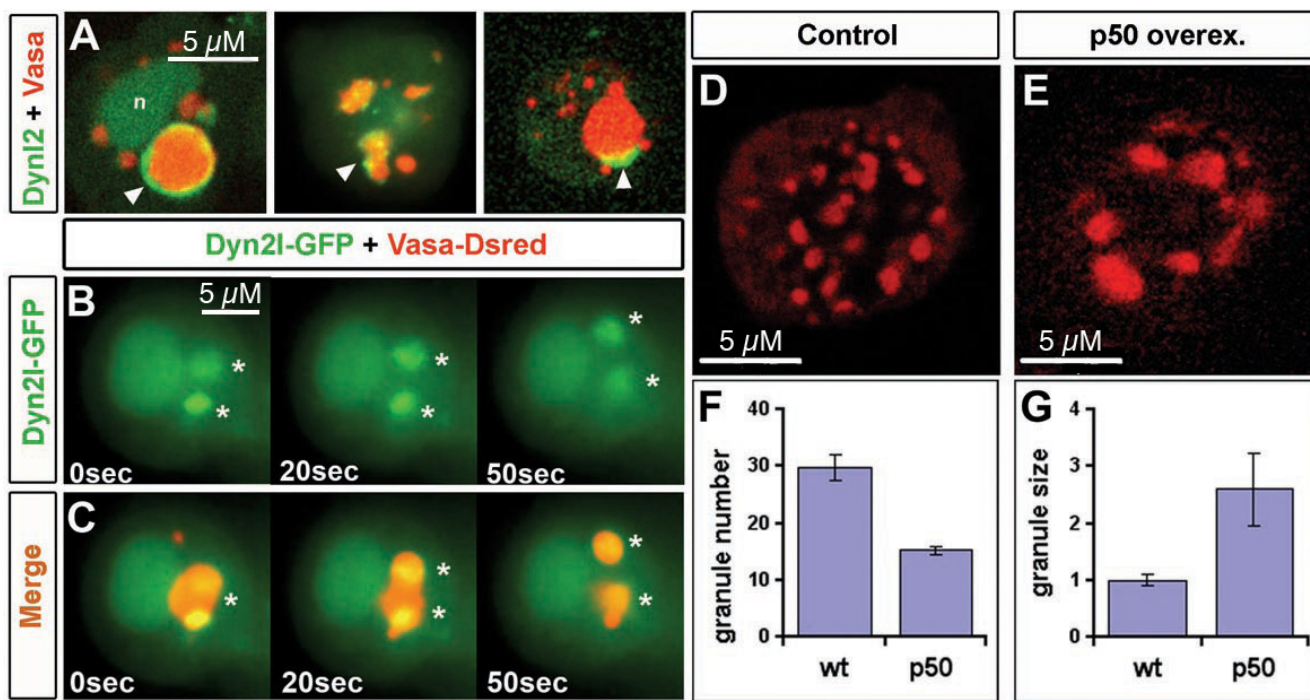 Dynl2 + Vasa
A
5 µM
n
Dyn2l-GFP + Vasa-Dsred
Dyn2l-GFP
B
5 µM
*
*
0sec
*
*
20sec
*
*
50sec
Merge
C
*
0sec
*
*
20sec
*
*
50sec
Control
p50 overex.
D
5 µM
E
5 µM
F
granule number
40
30
20
10
0
wt
p50
G
granule size
4
3
2
1
0
wt
p50